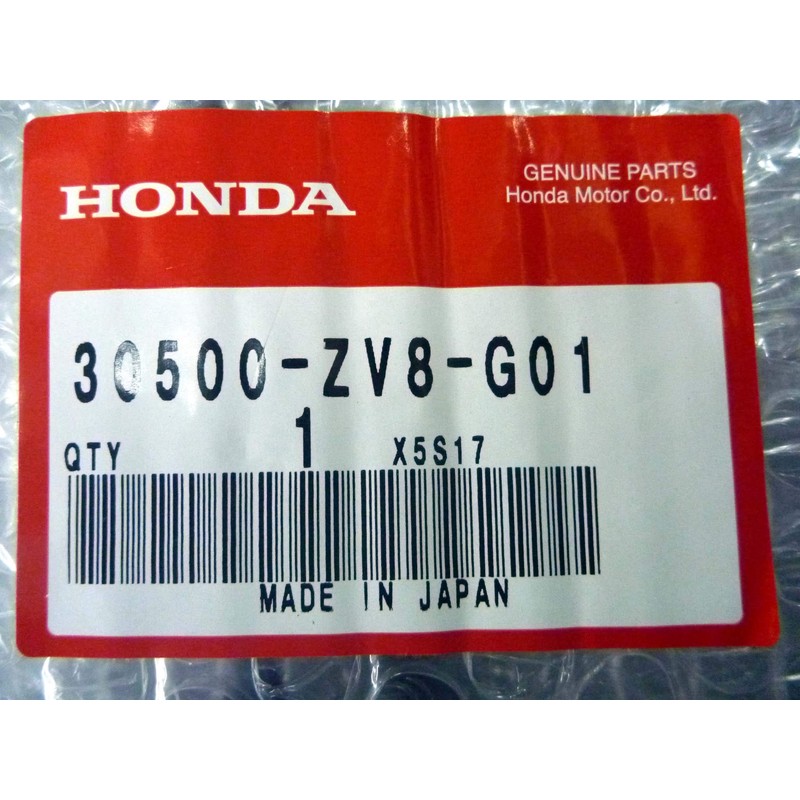 HONDA
GENUINE PARTS
Honda Motor Co., Ltd.
30500-ZV8-G01
QTY 1 X5S17
MADE IN JAPAN